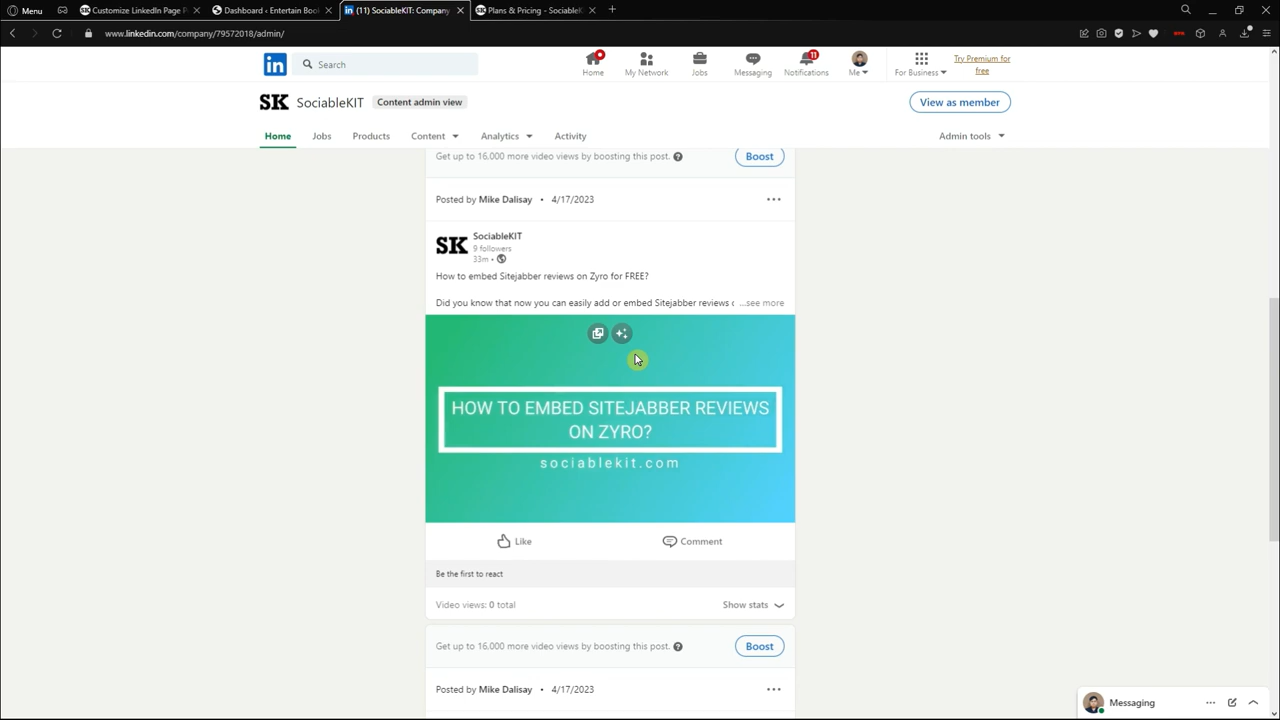 Menu
Customize LinkedIn Page P
Dashboard ‹ Entertain Boo
(11) SociableKIT: Company
Plans & Pricing - SociableK
www.linkedin.com/company/79572018/admin/
in
Search
Home
My Network
Jobs
Messaging
11
Notifications
Me
For Business
Try Premium for
free
SK SociableKIT Content admin view
View as member
Home Jobs Products Content Analytics Activity
Admin tools
Get up to 16,000 more video views by boosting this post. ?
Boost
Posted by Mike Dalisay • 4/17/2023
SK
SociableKIT
9 followers
33m •
How to embed Sitejabber reviews on Zyro for FREE?
Did you know that now you can easily add or embed Sitejabber reviews ...see more
HOW TO EMBED SITEJABBER REVIEWS
ON ZYRO?
sociablekit.com
Like
Comment
Be the first to react
Video views: 0 total
Show stats
Get up to 16,000 more video views by boosting this post. ?
Boost
Posted by Mike Dalisay • 4/17/2023
Messaging